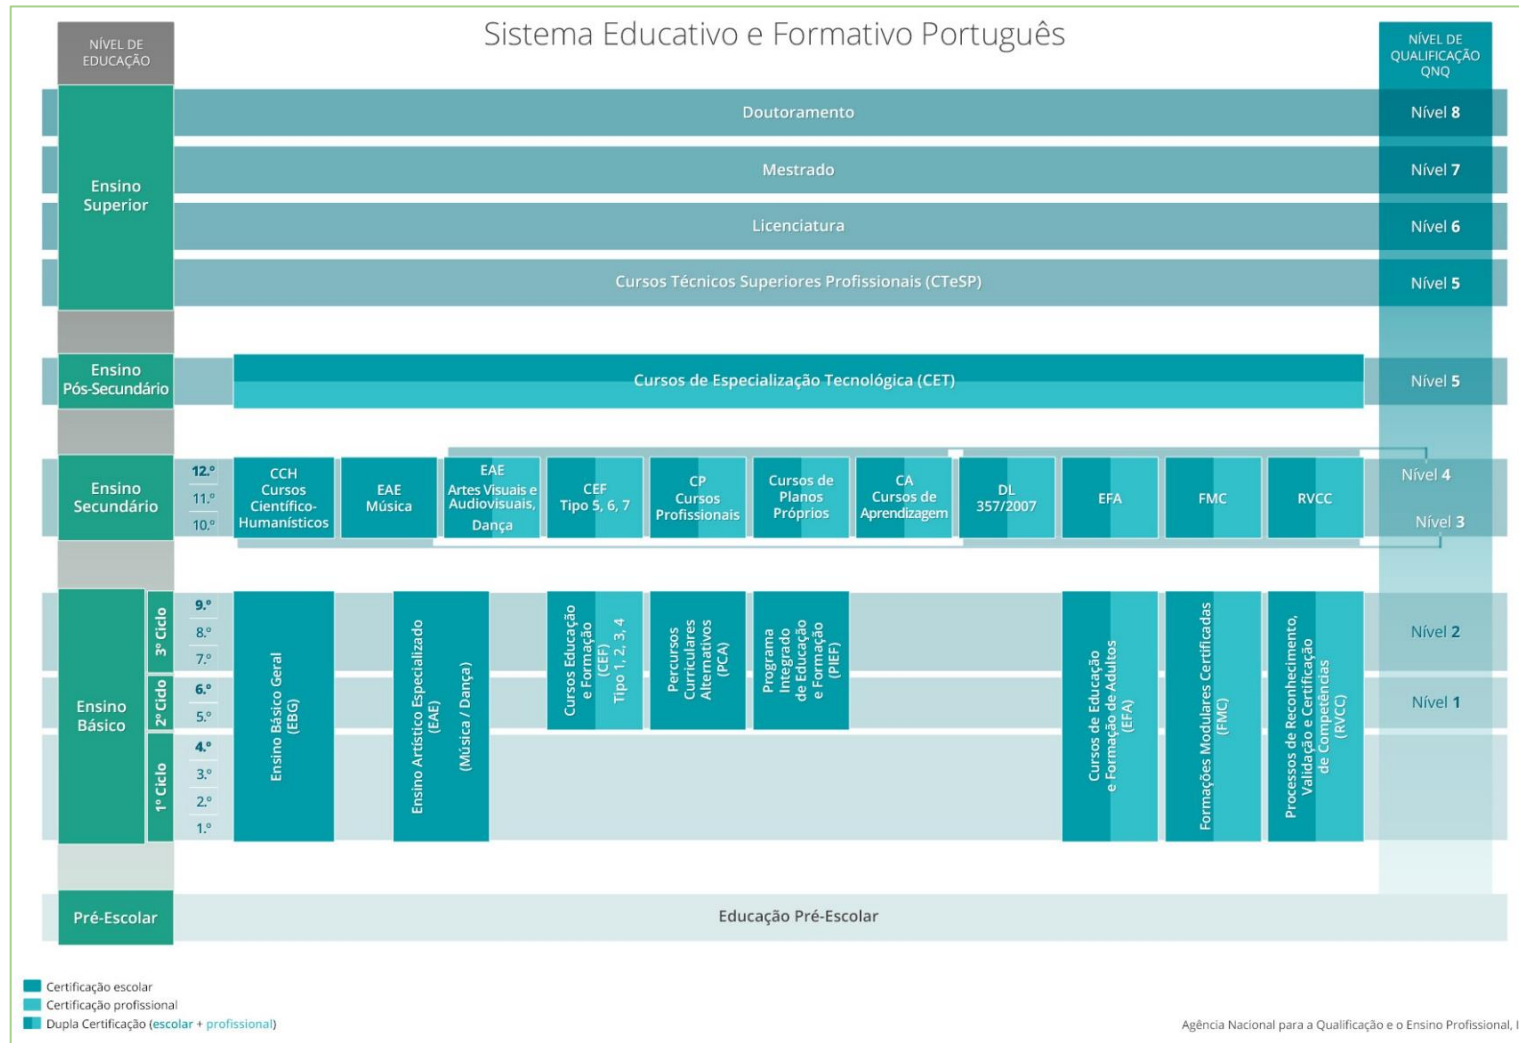 Sistema Educativo e Formativo Português
NÍVEL DE
EDUCAÇÃO
NÍVEL DE
QUALIFICAÇÃO
QNQ
Ensino
Superior
Doutoramento
Nível 8
Mestrado
Nível 7
Licenciatura
Nível 6
Cursos Técnicos Superiores Profissionais (CTeSP)
Nível 5
Ensino
Pós-Secundário
Cursos de Especialização Tecnológica (CET)
Nível 5
Ensino
Secundário
12.º
11.º
10.º
CCH
Cursos
Científico-
Humanísticos
EAE
Música
EAE
Artes Visuais e
Audiovisuais,
Dança
CEF
Tipo 5, 6, 7
CP
Cursos
Profissionais
Cursos de
Planos
Próprios
CA
Cursos de
Aprendizagem
DL
357/2007
EFA
FMC
RVCC
Nível 4
Nível 3
Ensino
Básico
3º Ciclo
9.º
8.º
7.º
2º Ciclo
6.º
5.º
1º Ciclo
4.º
3.º
2.º
1.º
Ensino Básico Geral
(EBG)
Ensino Artístico Especializado
(EAE)
(Música / Dança)
Cursos Educação
e Formação
(CEF)
Tipo 1, 2, 3, 4
Percursos
Curriculares
Alternativos
(PCA)
Programa
Integrado
de Educação
e Formação
(PIEF)
Cursos de Educação
e Formação de Adultos
(EFA)
Formações Modulares Certificadas
(FMC)
Processos de Reconhecimento,
Validação e Certificação
de Competências
(RVCC)
Nível 2
Nível 1
Pré-Escolar
Educação Pré-Escolar
Certificação escolar
Certificação profissional
Dupla Certificação (escolar + profissional)
Agência Nacional para a Qualificação e o Ensino Profissional, I